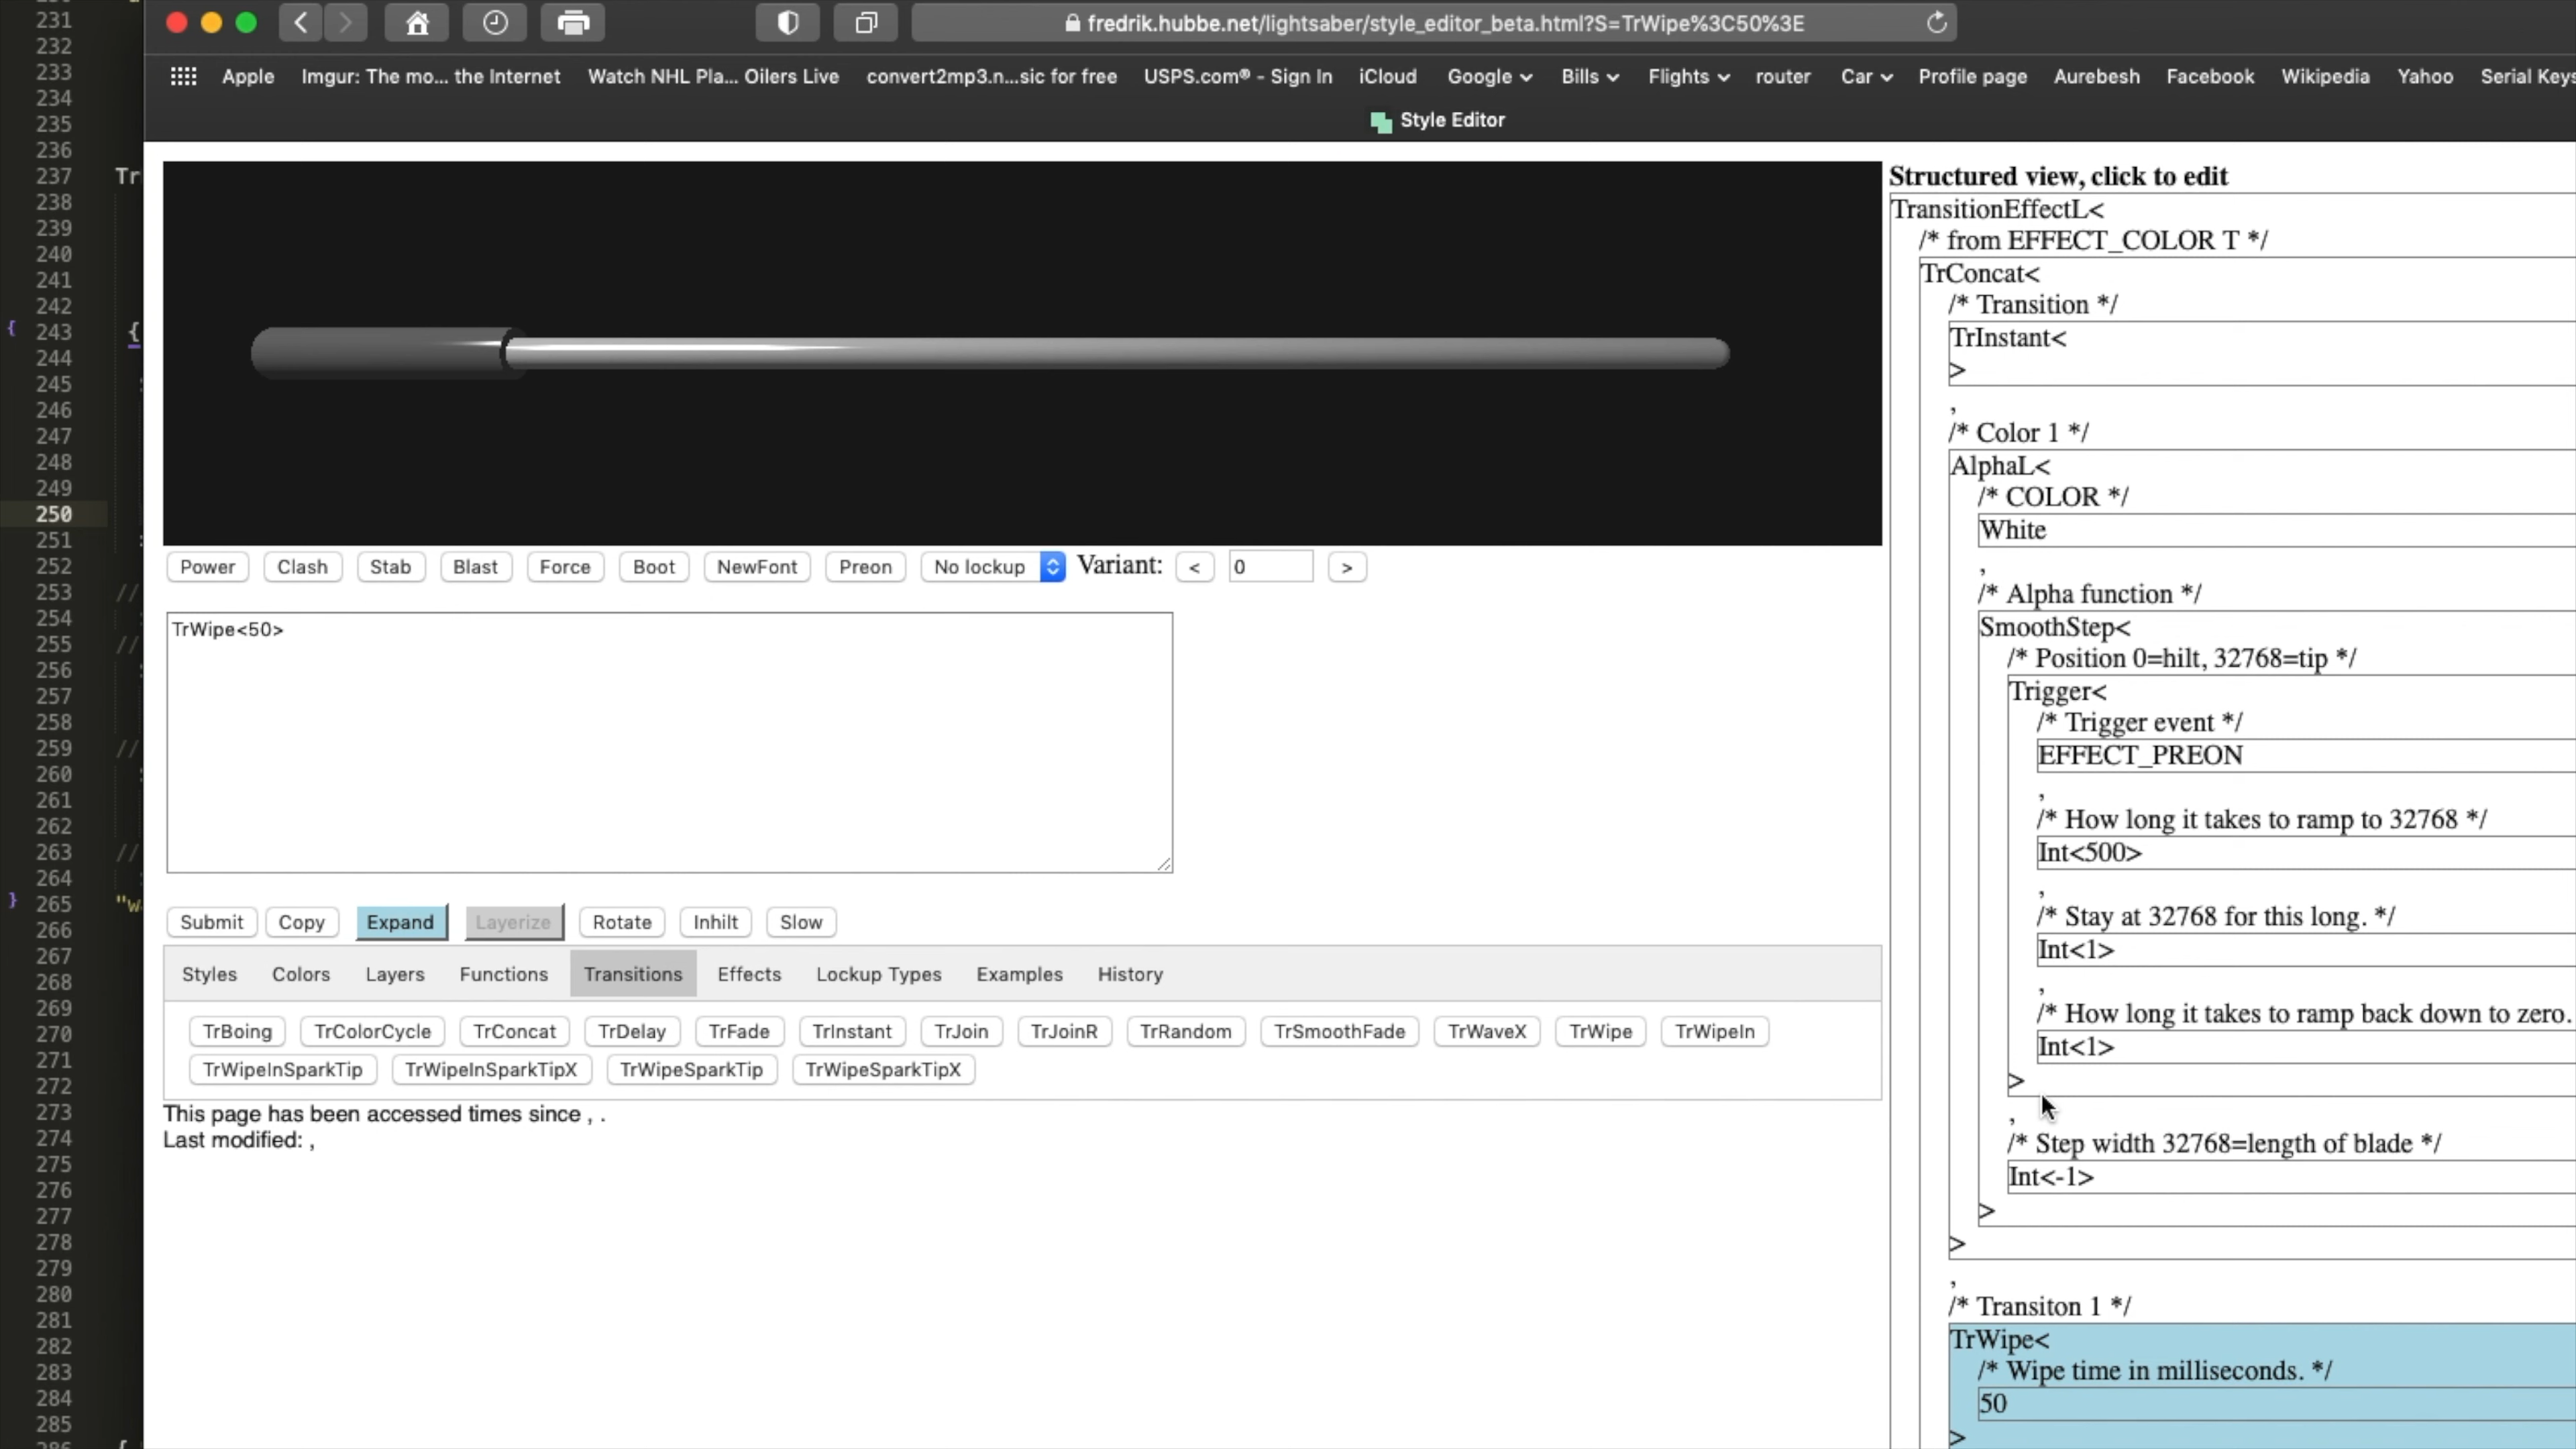 fredrik.hubbe.net/lightsaber/style_editor_beta.html?S=TrWipe%3C50%3E
Apple Imgur: The mo... the Internet Watch NHL Pla... Oilers Live convert2mp3.n...sic for free USPS.com® - Sign In iCloud Google Bills Flights router Car Profile page Aurebesh Facebook Wikipedia Yahoo Serial Keys
Style Editor
231
232
233
234
235
236
237 Tr
238
239
240
241
242
{ 243 {
244
245
246
247
248
249
250
251
252
253 //
254
255 //
256
257
258
259 //
260
261
262
263 //
264
} 265 "w
266
267
268
269
270
271
272
273
274
275
276
277
278
279
280
281
282
283
284
285
Power Clash Stab Blast Force Boot NewFont Preon No lockup Variant: < 0 >
TrWipe<50>
Submit Copy Expand Layerize Rotate Inhilt Slow
Styles Colors Layers Functions Transitions Effects Lockup Types Examples History
TrBoing TrColorCycle TrConcat TrDelay TrFade TrInstant TrJoin TrJoinR TrRandom TrSmoothFade TrWaveX TrWipe TrWipeIn
TrWipeInSparkTip TrWipeInSparkTipX TrWipeSparkTip TrWipeSparkTipX
This page has been accessed times since , .
Last modified: ,
Structured view, click to edit
TransitionEffectL<
/* from EFFECT_COLOR T */
TrConcat<
/* Transition */
TrInstant<
>
,
/* Color 1 */
AlphaL<
/* COLOR */
White
,
/* Alpha function */
SmoothStep<
/* Position 0=hilt, 32768=tip */
Trigger<
/* Trigger event */
EFFECT_PREON
,
/* How long it takes to ramp to 32768 */
Int<500>
,
/* Stay at 32768 for this long. */
Int<1>
,
/* How long it takes to ramp back down to zero.
Int<1>
>
,
/* Step width 32768=length of blade */
Int<-1>
>
>
,
/* Transiton 1 */
TrWipe<
/* Wipe time in milliseconds. */
50
>